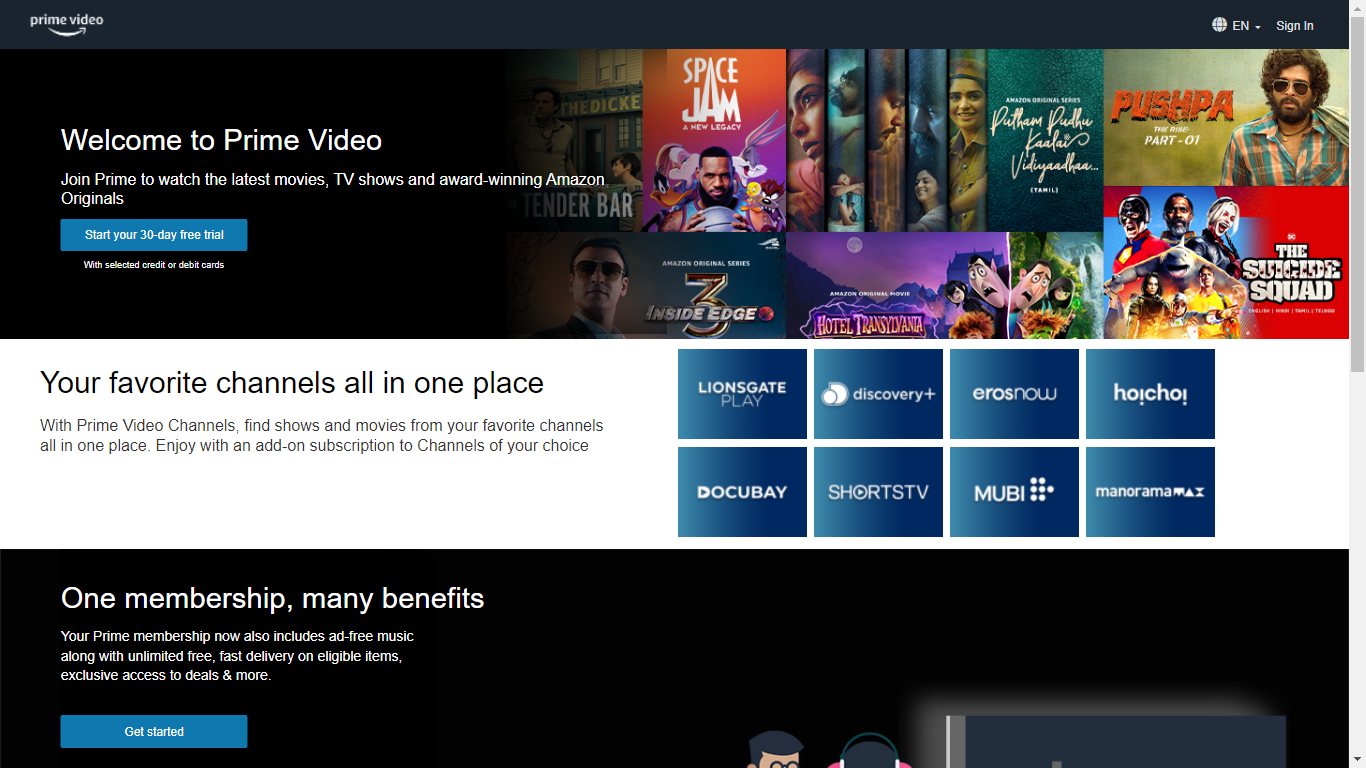 prime video
EN
Sign In
Welcome to Prime Video
Join Prime to watch the latest movies, TV shows and award-winning Amazon
Originals
Start your 30-day free trial
With selected credit or debit cards
THE DICKE
THE
TENDER BAR
SPACE
JAM
A NEW LEGACY
AMAZON ORIGINAL SERIES
Putham Pudhu
Kaalai
Vidiyaadhaa...
(TAMIL)
PUSHPA
THE RISE
PART - 01
AMAZON ORIGINAL SERIES
3
INSIDE EDGE
AMAZON ORIGINAL MOVIE
HOTEL TRANSYLVANIA
DC
THE
SUICIDE
SQUAD
ENGLISH | HINDI | TAMIL | TELUGU
Your favorite channels all in one place
With Prime Video Channels, find shows and movies from your favorite channels
all in one place. Enjoy with an add-on subscription to Channels of your choice
LIONSGATE
PLAY
discovery+
erosnow
hoichoi
DOCUBAY
SHORTSTV
MUBI
manoramaMAX
One membership, many benefits
Your Prime membership now also includes ad-free music
along with unlimited free, fast delivery on eligible items,
exclusive access to deals & more.
Get started